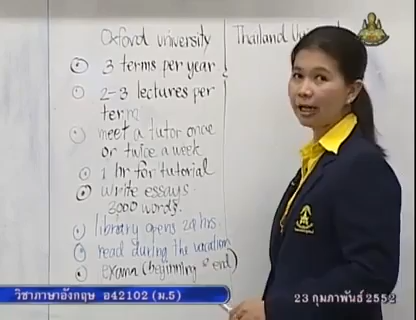 Oxford university
Thailand
3 terms per year
2-3 lectures per
term
meet a tutor once
or twice a week
1 hr for tutorial
write essays.
3000 words.
library opens 24 hrs.
read during the vacation
exams (beginning & end)
วิชาภาษาอังกฤษ อ42102 (ม.5)
23 กุมภาพันธ์ 2552